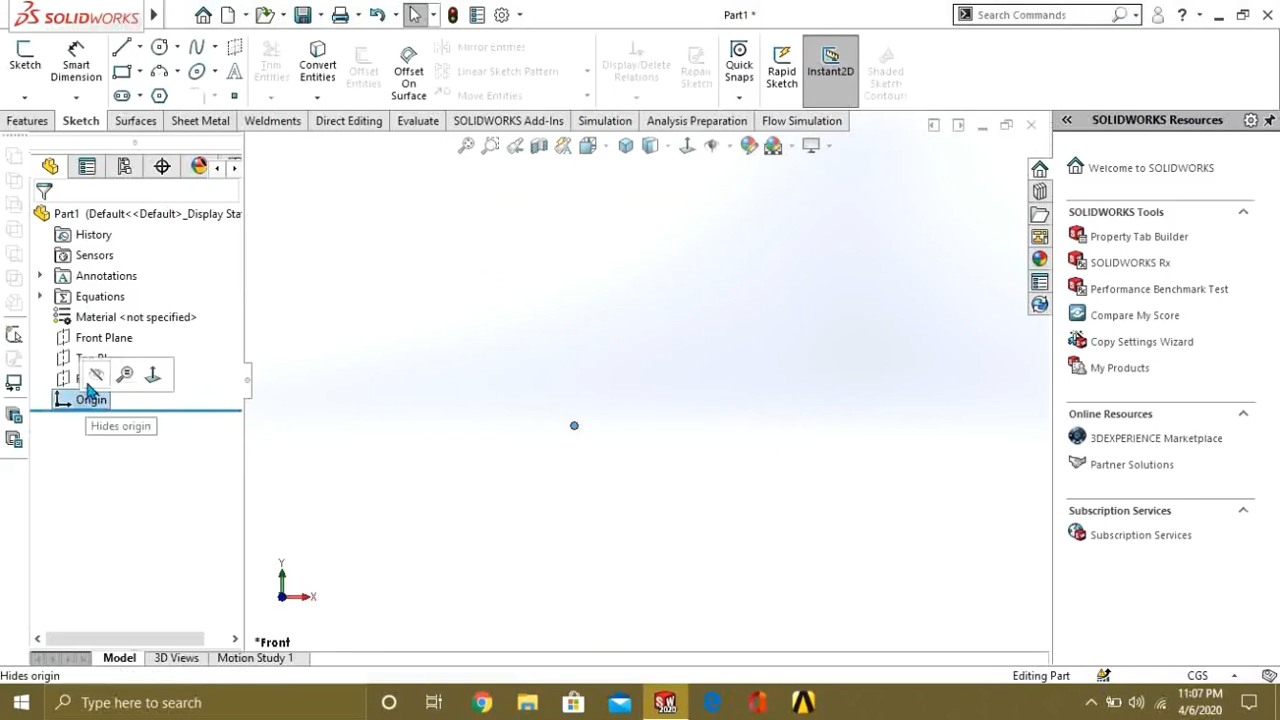 SOLIDWORKS
Part1 *
Search Commands
Sketch
Smart Dimension
Trim Entities
Convert Entities
Offset Entities
Offset On Surface
Mirror Entities
Linear Sketch Pattern
Move Entities
Display/Delete Relations
Repair Sketch
Quick Snaps
Rapid Sketch
Instant2D
Shaded Sketch Contours
Features
Sketch
Surfaces
Sheet Metal
Weldments
Direct Editing
Evaluate
SOLIDWORKS Add-Ins
Simulation
Analysis Preparation
Flow Simulation
SOLIDWORKS Resources
Part1 (Default<<Default>_Display Sta
History
Sensors
Annotations
Equations
Material <not specified>
Front Plane
Origin
Hides origin
Y
X
*Front
Welcome to SOLIDWORKS
SOLIDWORKS Tools
Property Tab Builder
SOLIDWORKS Rx
Performance Benchmark Test
Compare My Score
Copy Settings Wizard
My Products
Online Resources
3DEXPERIENCE Marketplace
Partner Solutions
Subscription Services
Subscription Services
Model
3D Views
Motion Study 1
Hides origin
Editing Part
CGS
Type here to search
SW
2020
11:07 PM
4/6/2020